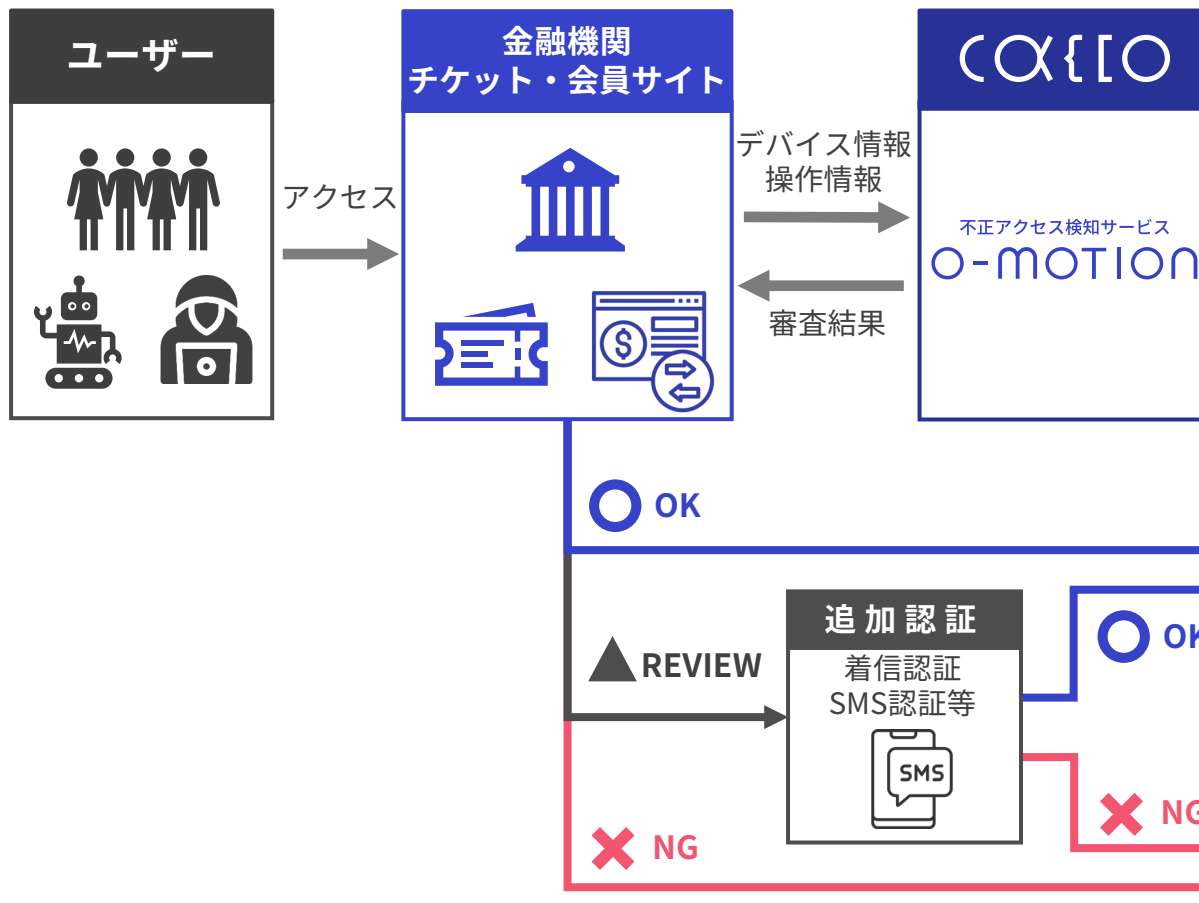 ユーザー
金融機関
チケット・会員サイト
CACCO
アクセス
デバイス情報
操作情報
不正アクセス検知サービス
O-MOTION
審査結果
$
OK
追加認証
着信認証
SMS認証等
SMS
REVIEW
OK
NG
NG